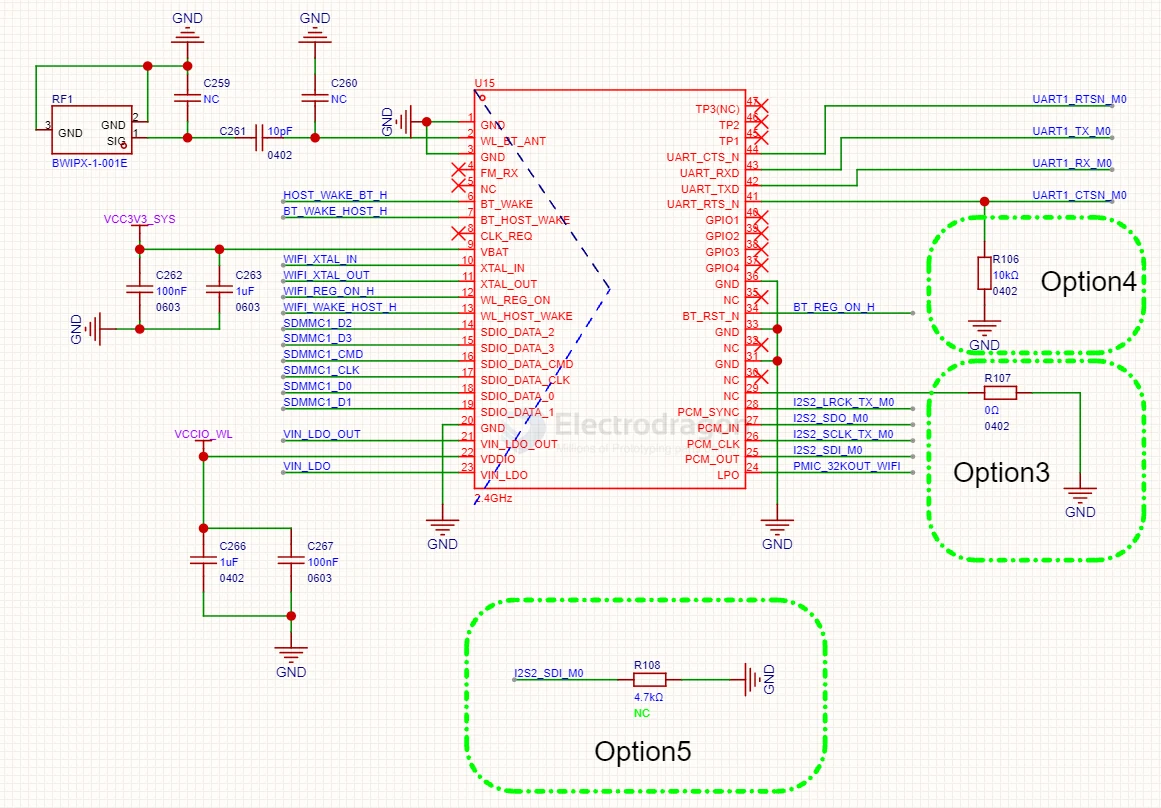 GND
GND
RF1
3
GND
GND
2
SIG
1
BWIPX-1-001E
C259
NC
C261
10pF
0402
C260
NC
GND
U15
1
GND
2
WL_BT_ANT
3
GND
4
FM_RX
5
NC
HOST_WAKE_BT_H
6
BT_WAKE
BT_WAKE_HOST_H
7
BT_HOST_WAKE
8
CLK_REQ
9
VBAT
WIFI_XTAL_IN
10
XTAL_IN
WIFI_XTAL_OUT
11
XTAL_OUT
WIFI_REG_ON_H
12
WL_REG_ON
WIFI_WAKE_HOST_H
13
WL_HOST_WAKE
SDMMC1_D2
14
SDIO_DATA_2
SDMMC1_D3
15
SDIO_DATA_3
SDMMC1_CMD
16
SDIO_DATA_CMD
SDMMC1_CLK
17
SDIO_DATA_CLK
SDMMC1_D0
18
SDIO_DATA_0
SDMMC1_D1
19
SDIO_DATA_1
20
GND
VIN_LDO_OUT
21
VIN_LDO_OUT
22
VDDIO
VIN_LDO
23
VIN_LDO
2.4GHz
VCC3V3_SYS
C262
100nF
0603
C263
1uF
0603
GND
VCCIO_WL
C266
1uF
0402
C267
100nF
0603
GND
GND
47
TP3(NC)
46
TP2
45
TP1
44
UART_CTS_N
UART1_RTSN_M0
43
UART_RXD
UART1_TX_M0
42
UART_TXD
UART1_RX_M0
41
UART_RTS_N
UART1_CTSN_M0
40
GPIO1
39
GPIO2
38
GPIO3
37
GPIO4
36
GND
35
NC
34
BT_RST_N
BT_REG_ON_H
33
GND
32
NC
31
GND
30
NC
29
NC
28
PCM_SYNC
I2S2_LRCK_TX_M0
27
PCM_IN
I2S2_SDO_M0
26
PCM_CLK
I2S2_SCLK_TX_M0
25
PCM_OUT
I2S2_SDI_M0
24
LPO
PMIC_32KOUT_WIFI
Electrodragon
GND
R106
10kΩ
0402
GND
Option4
R107
0Ω
0402
GND
Option3
I2S2_SDI_M0
R108
4.7kΩ
NC
GND
Option5